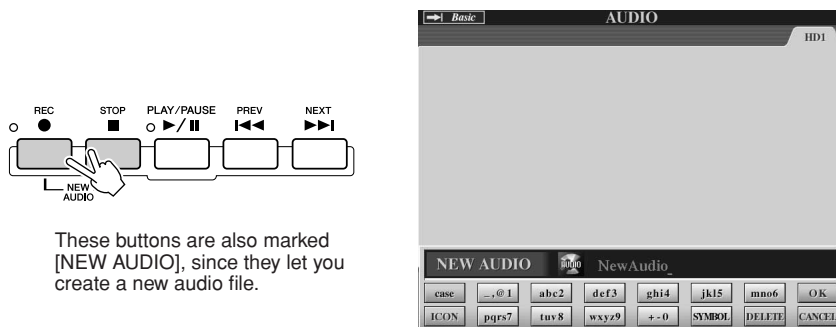 REC STOP PLAY/PAUSE PREV NEXT
NEW
AUDIO
These buttons are also marked
[NEW AUDIO], since they let you
create a new audio file.
Basic AUDIO
HD1
NEW AUDIO AUDIO NewAudio_
case _,@1 abc2 def3 ghi4 jkl5 mno6 OK
ICON pqrs7 tuv8 wxyz9 +-0 SYMBOL DELETE CANCEL